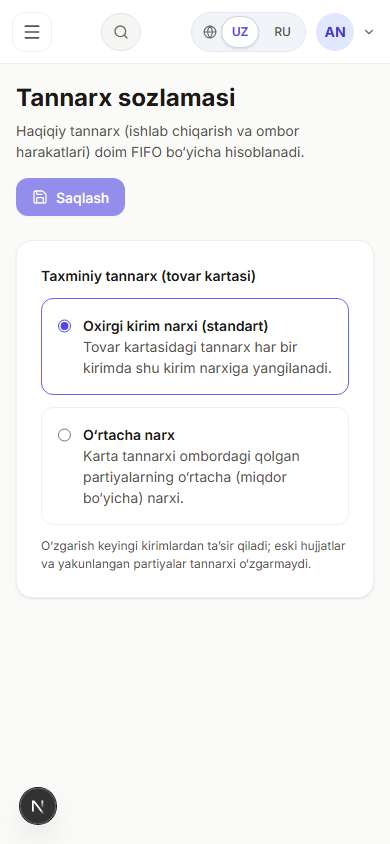 UZ RU AN
Tannarx sozlamasi
Haqiqiy tannarx (ishlab chiqarish va ombor
harakatlari) doim FIFO bo‘yicha hisoblanadi.
Saqlash
Taxminiy tannarx (tovar kartasi)
Oxirgi kirim narxi (standart)
Tovar kartasidagi tannarx har bir
kirimda shu kirim narxiga yangilanadi.
O‘rtacha narx
Karta tannarxi ombordagi qolgan
partiyalarning o‘rtacha (miqdor
bo‘yicha) narxi.
O‘zgarish keyingi kirimlardan ta’sir qiladi; eski hujjatlar
va yakunlangan partiyalar tannarxi o‘zgarmaydi.
N